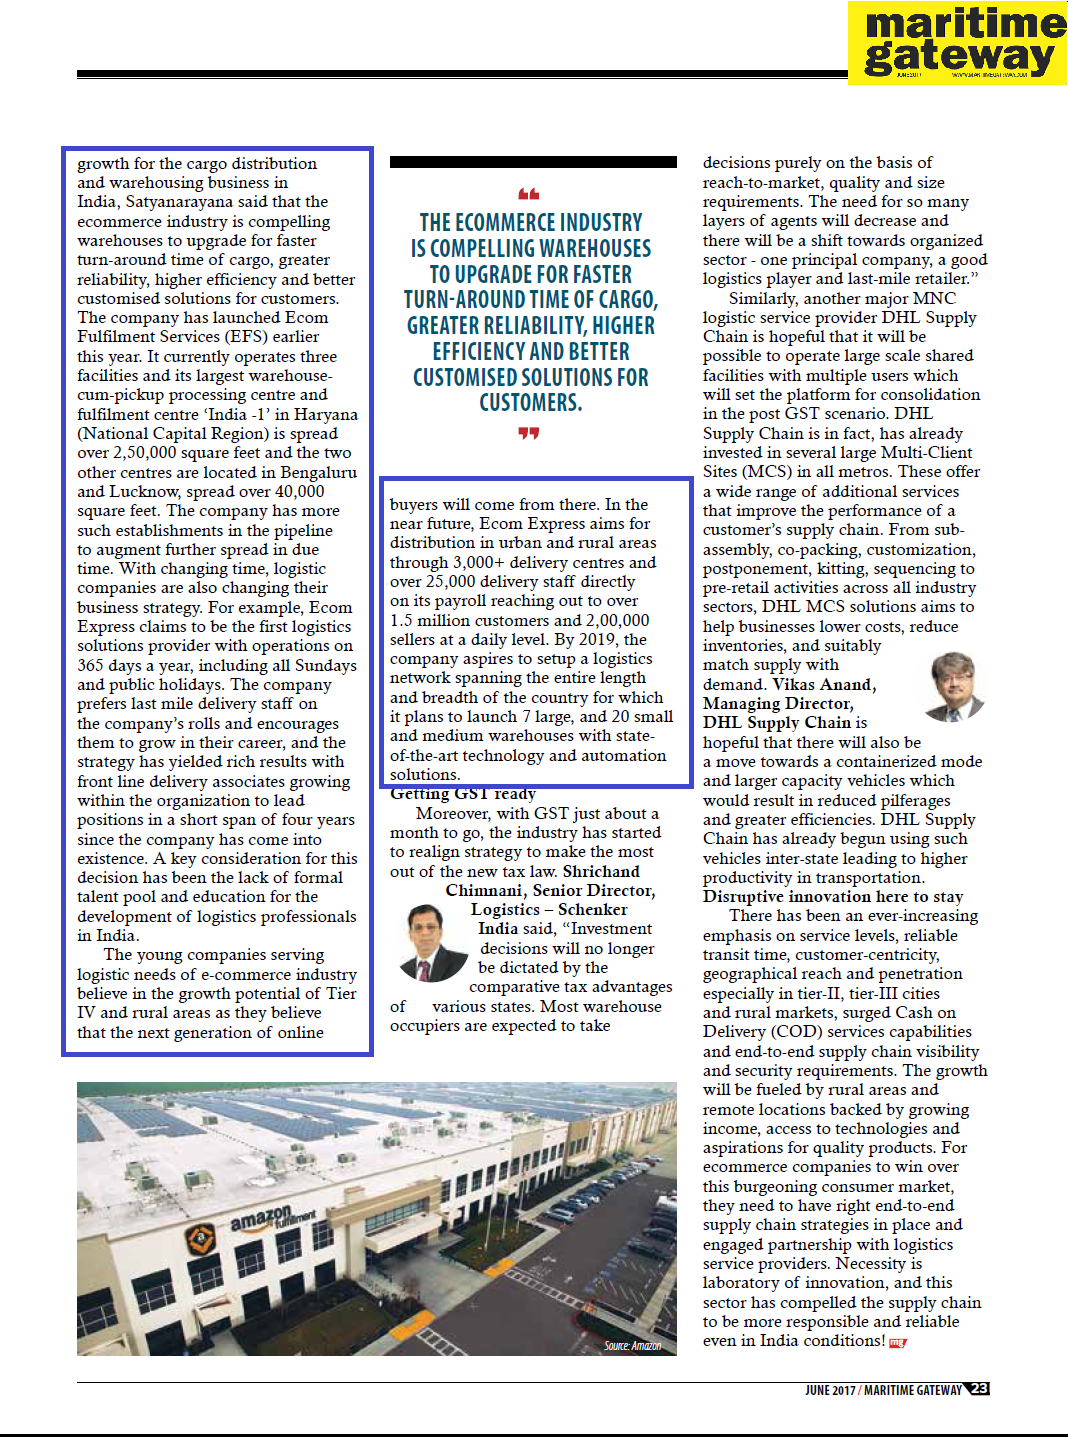 maritime
gateway
JUNE 2017 WWW.MARITIMEGATEWAY.COM
growth for the cargo distribution
and warehousing business in
India, Satyanarayana said that the
ecommerce industry is compelling
warehouses to upgrade for faster
turn-around time of cargo, greater
reliability, higher efficiency and better
customised solutions for customers.
The company has launched Ecom
Fulfilment Services (EFS) earlier
this year. It currently operates three
facilities and its largest warehouse-
cum-pickup processing centre and
fulfilment centre ‘India -1’ in Haryana
(National Capital Region) is spread
over 2,50,000 square feet and the two
other centres are located in Bengaluru
and Lucknow, spread over 40,000
square feet. The company has more
such establishments in the pipeline
to augment further spread in due
time. With changing time, logistic
companies are also changing their
business strategy. For example, Ecom
Express claims to be the first logistics
solutions provider with operations on
365 days a year, including all Sundays
and public holidays. The company
prefers last mile delivery staff on
the company’s rolls and encourages
them to grow in their career, and the
strategy has yielded rich results with
front line delivery associates growing
within the organization to lead
positions in a short span of four years
since the company has come into
existence. A key consideration for this
decision has been the lack of formal
talent pool and education for the
development of logistics professionals
in India.
The young companies serving
logistic needs of e-commerce industry
believe in the growth potential of Tier
IV and rural areas as they believe
that the next generation of online
“
THE ECOMMERCE INDUSTRY
IS COMPELLING WAREHOUSES
TO UPGRADE FOR FASTER
TURN-AROUND TIME OF CARGO,
GREATER RELIABILITY, HIGHER
EFFICIENCY AND BETTER
CUSTOMISED SOLUTIONS FOR
CUSTOMERS.
”
buyers will come from there. In the
near future, Ecom Express aims for
distribution in urban and rural areas
through 3,000+ delivery centres and
over 25,000 delivery staff directly
on its payroll reaching out to over
1.5 million customers and 2,00,000
sellers at a daily level. By 2019, the
company aspires to setup a logistics
network spanning the entire length
and breadth of the country for which
it plans to launch 7 large, and 20 small
and medium warehouses with state-
of-the-art technology and automation
solutions.
Getting GST ready
Moreover, with GST just about a
month to go, the industry has started
to realign strategy to make the most
out of the new tax law. Shrichand
Chimnani, Senior Director,
Logistics – Schenker
India said, “Investment
decisions will no longer
be dictated by the
comparative tax advantages
of various states. Most warehouse
occupiers are expected to take
amazon
fulfillment
a
Source: Amazon
decisions purely on the basis of
reach-to-market, quality and size
requirements. The need for so many
layers of agents will decrease and
there will be a shift towards organized
sector - one principal company, a good
logistics player and last-mile retailer.”
Similarly, another major MNC
logistic service provider DHL Supply
Chain is hopeful that it will be
possible to operate large scale shared
facilities with multiple users which
will set the platform for consolidation
in the post GST scenario. DHL
Supply Chain is in fact, has already
invested in several large Multi-Client
Sites (MCS) in all metros. These offer
a wide range of additional services
that improve the performance of a
customer’s supply chain. From sub-
assembly, co-packing, customization,
postponement, kitting, sequencing to
pre-retail activities across all industry
sectors, DHL MCS solutions aims to
help businesses lower costs, reduce
inventories, and suitably
match supply with
demand. Vikas Anand,
Managing Director,
DHL Supply Chain is
hopeful that there will also be
a move towards a containerized mode
and larger capacity vehicles which
would result in reduced pilferages
and greater efficiencies. DHL Supply
Chain has already begun using such
vehicles inter-state leading to higher
productivity in transportation.
Disruptive innovation here to stay
There has been an ever-increasing
emphasis on service levels, reliable
transit time, customer-centricity,
geographical reach and penetration
especially in tier-II, tier-III cities
and rural markets, surged Cash on
Delivery (COD) services capabilities
and end-to-end supply chain visibility
and security requirements. The growth
will be fueled by rural areas and
remote locations backed by growing
income, access to technologies and
aspirations for quality products. For
ecommerce companies to win over
this burgeoning consumer market,
they need to have right end-to-end
supply chain strategies in place and
engaged partnership with logistics
service providers. Necessity is
laboratory of innovation, and this
sector has compelled the supply chain
to be more responsible and reliable
even in India conditions! mg
JUNE 2017 / MARITIME GATEWAY 23